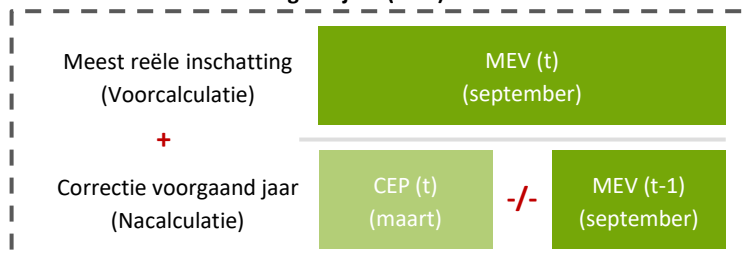 Meest reële inschatting
(Voorcalculatie)
MEV (t)
(september)
+
Correctie voorgaand jaar
(Nacalculatie)
CEP (t)
(maart)
-/-
MEV (t-1)
(september)